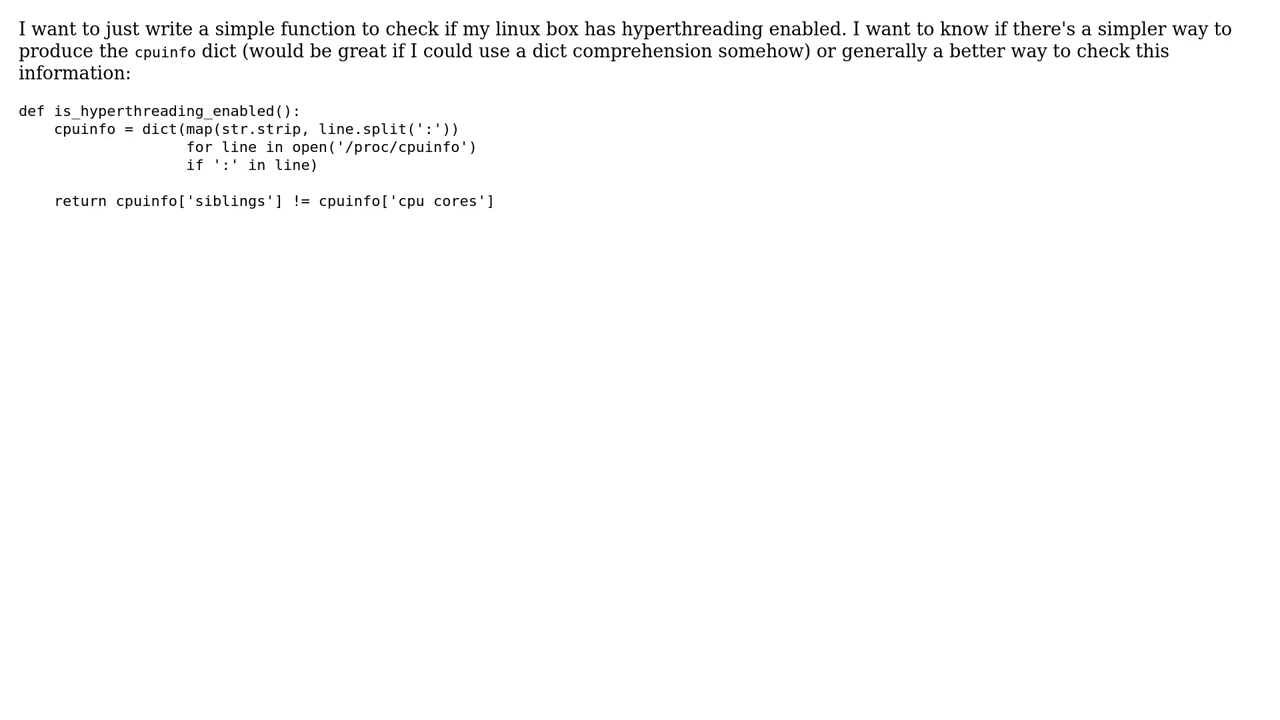 I want to just write a simple function to check if my linux box has hyperthreading enabled. I want to know if there's a simpler way to
produce the cpuinfo dict (would be great if I could use a dict comprehension somehow) or generally a better way to check this
information:
def is_hyperthreading_enabled():
    cpuinfo = dict(map(str.strip, line.split(':'))
                   for line in open('/proc/cpuinfo')
                   if ':' in line)
    return cpuinfo['siblings'] != cpuinfo['cpu cores']